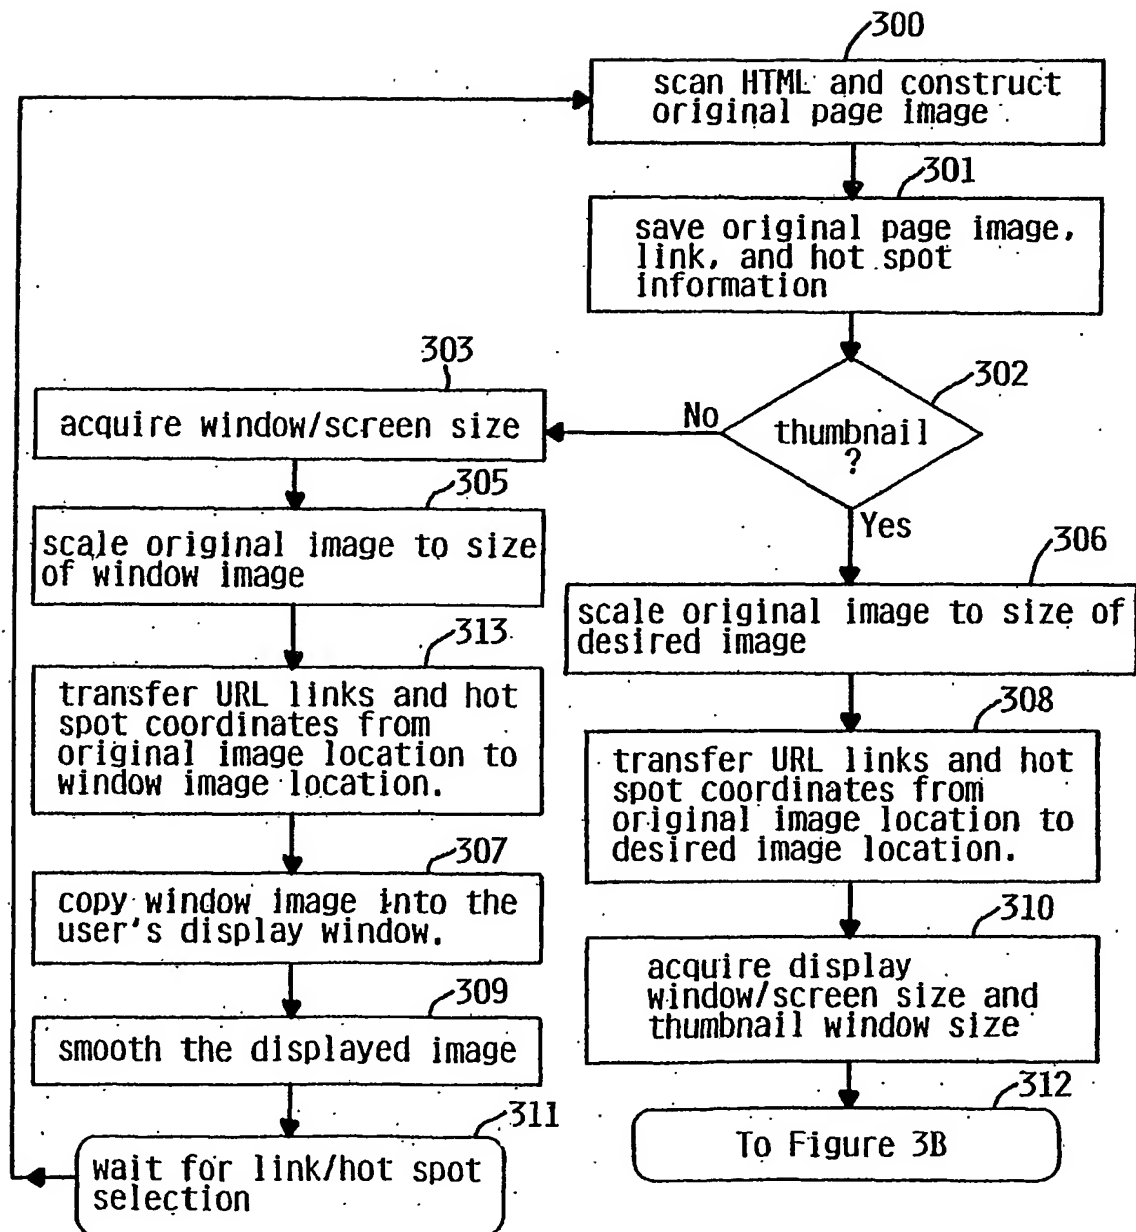 300
scan HTML and construct
original page image
301
save original page image,
link, and hot spot
information
302
thumbnail
?
No
Yes
303
acquire window/screen size
305
scale original image to size
of window image
313
transfer URL links and hot
spot coordinates from
original image location to
window image location.
307
copy window image into the
user's display window.
309
smooth the displayed image
311
wait for link/hot spot
selection
306
scale original image to size of
desired image
308
transfer URL links and hot
spot coordinates from
original image location to
desired image location.
310
acquire display
window/screen size and
thumbnail window size
312
To Figure 3B